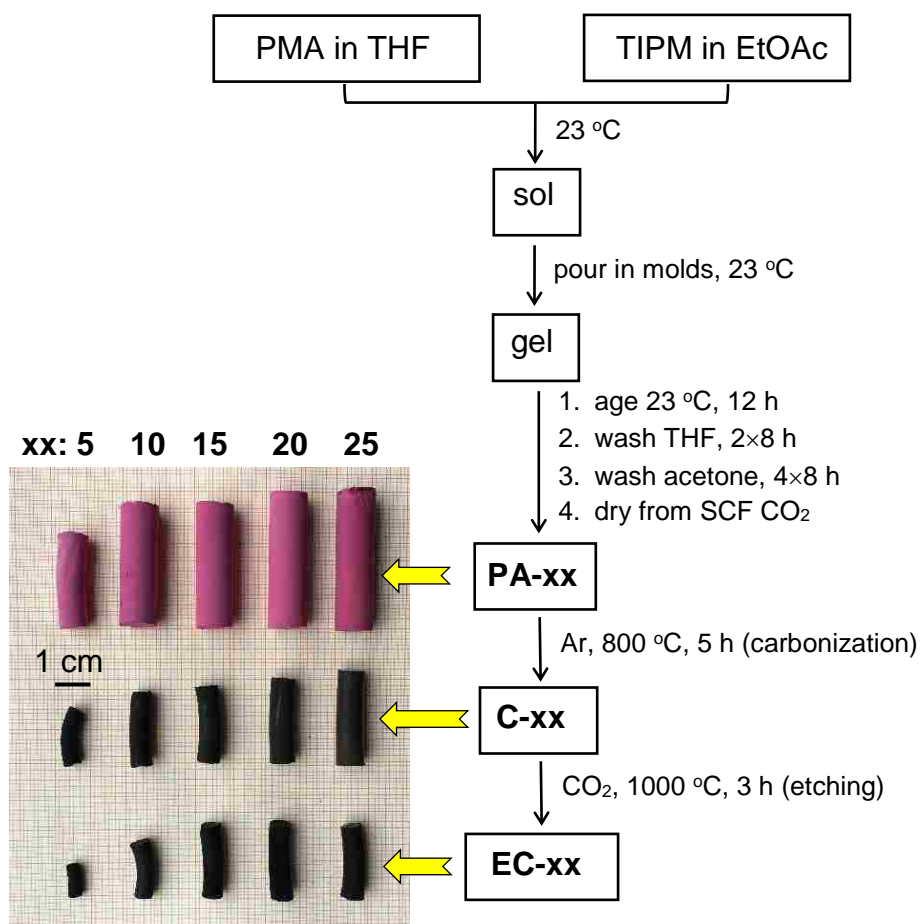 PMA in THF
TIPM in EtOAc
23 °C
sol
pour in molds, 23 °C
gel
1. age 23 °C, 12 h
2. wash THF, 2×8 h
3. wash acetone, 4×8 h
4. dry from SCF CO₂
xx: 5 10 15 20 25
PA-xx
1 cm
Ar, 800 °C, 5 h (carbonization)
C-xx
CO₂, 1000 °C, 3 h (etching)
EC-xx